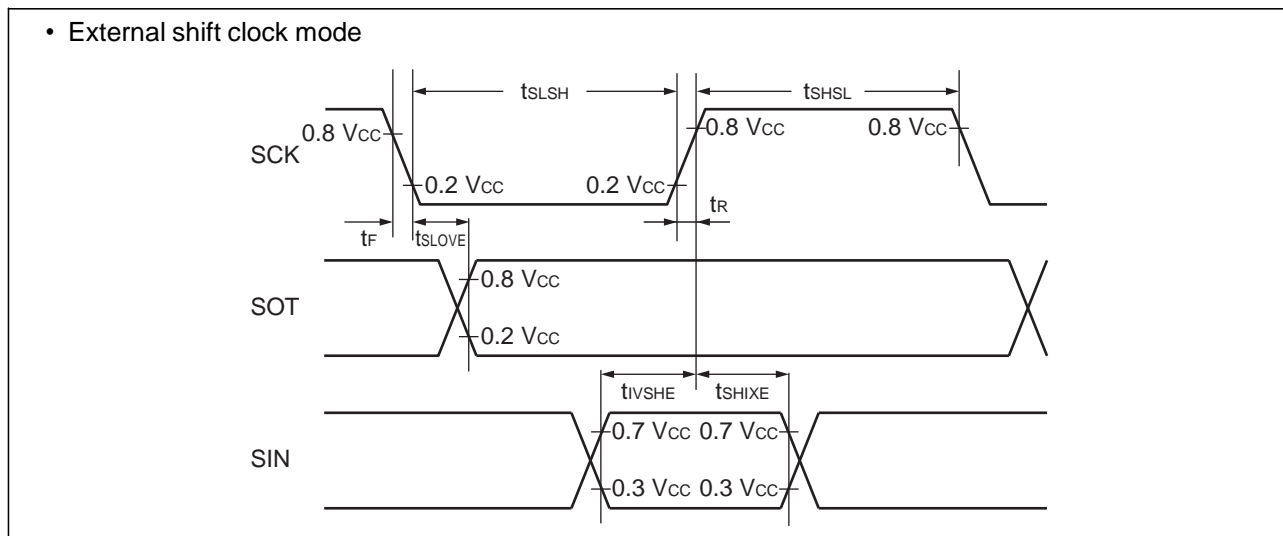 • External shift clock mode
tSLSH
tSHSL
SCK
0.8 VCC
0.8 VCC
0.8 VCC
0.2 VCC
0.2 VCC
tF
tSLOVE
tR
SOT
0.8 VCC
0.2 VCC
tIVSHE
tSHIXE
SIN
0.7 VCC
0.7 VCC
0.3 VCC
0.3 VCC